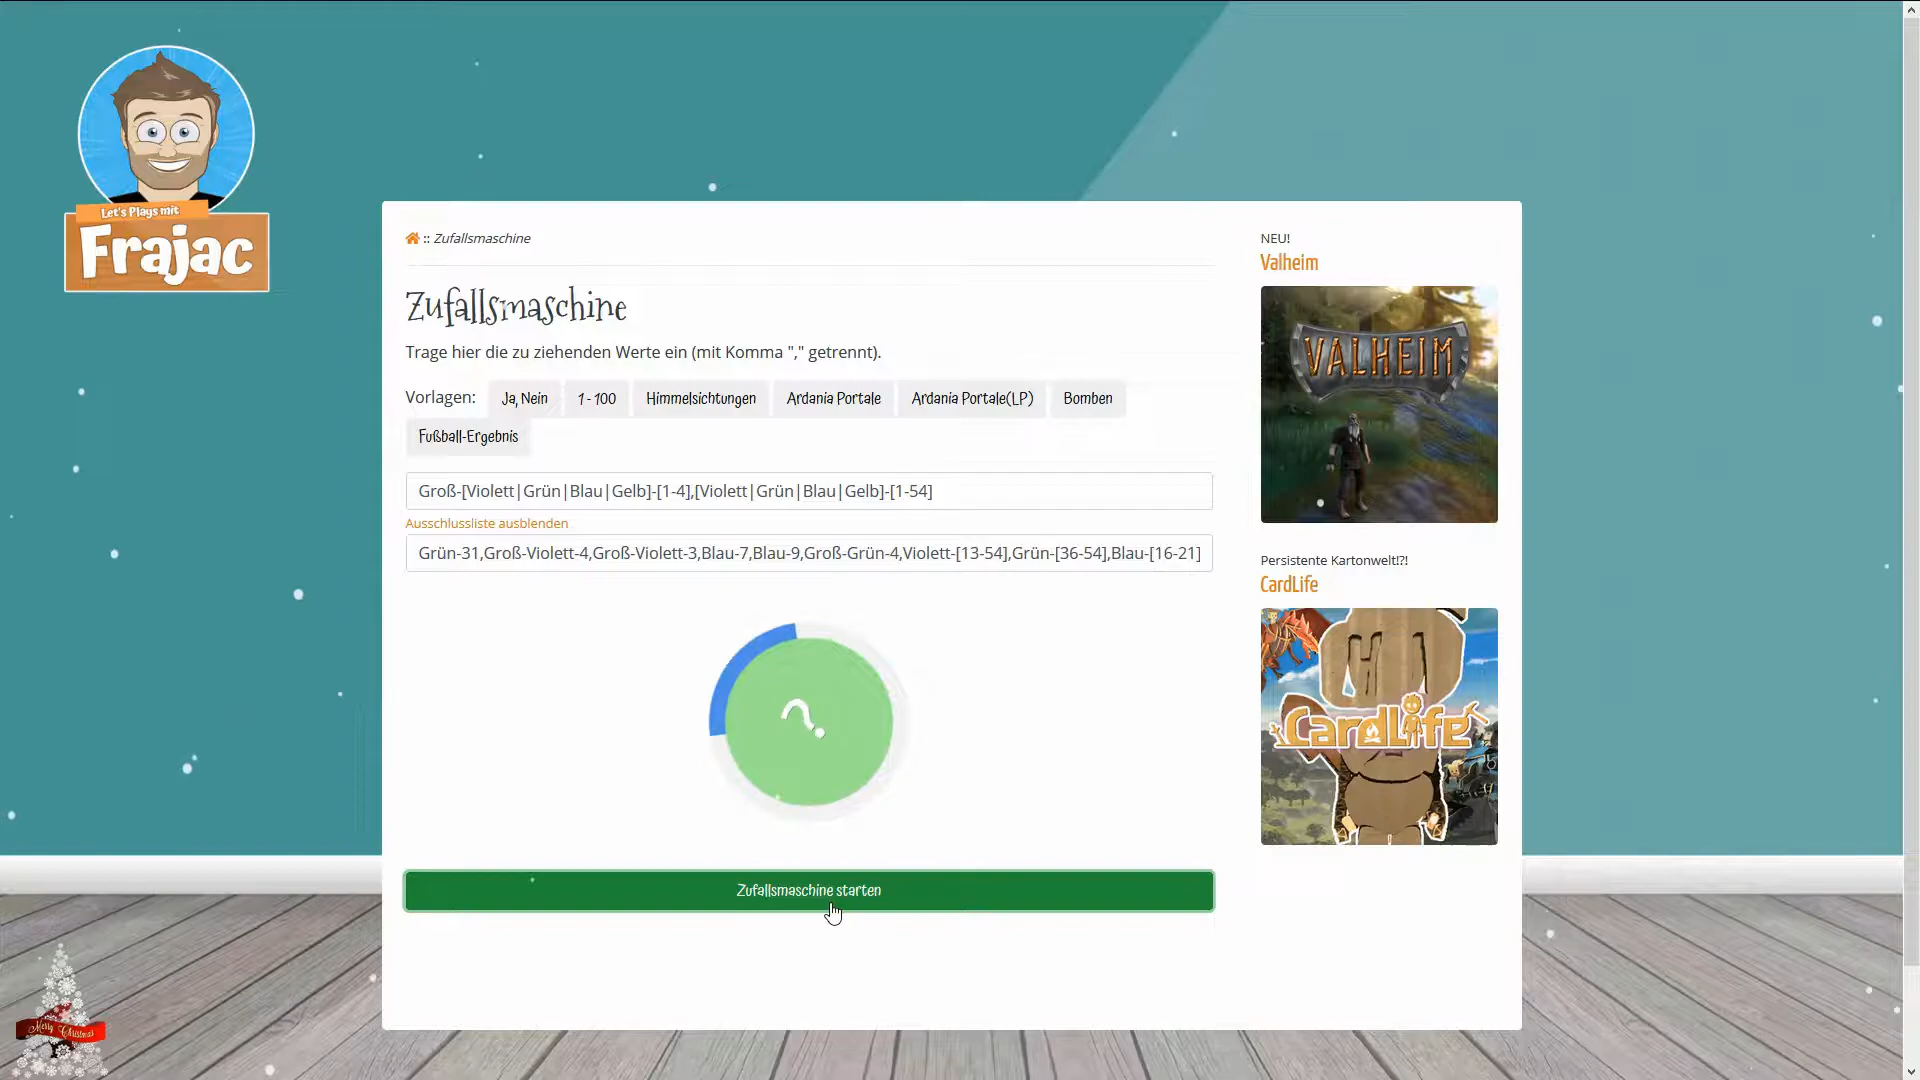 Let's Plays mit
Frajac
:: Zufallsmaschine
Zufallsmaschine
Trage hier die zu ziehenden Werte ein (mit Komma "," getrennt).
Vorlagen: Ja, Nein 1 - 100 Himmelsichtungen Ardania Portale Ardania Portale(LP) Bomben
Fußball-Ergebnis
Groß-[Violett|Grün|Blau|Gelb]-[1-4],[Violett|Grün|Blau|Gelb]-[1-54]
Ausschlussliste ausblenden
Grün-31,Groß-Violett-4,Groß-Violett-3,Blau-7,Blau-9,Groß-Grün-4,Violett-[13-54],Grün-[36-54],Blau-[16-21]
?
Zufallsmaschine starten
NEU!
Valheim
VALHEIM
Persistente Kartonwelt!?!
CardLife
CardLife
Merry Christmas